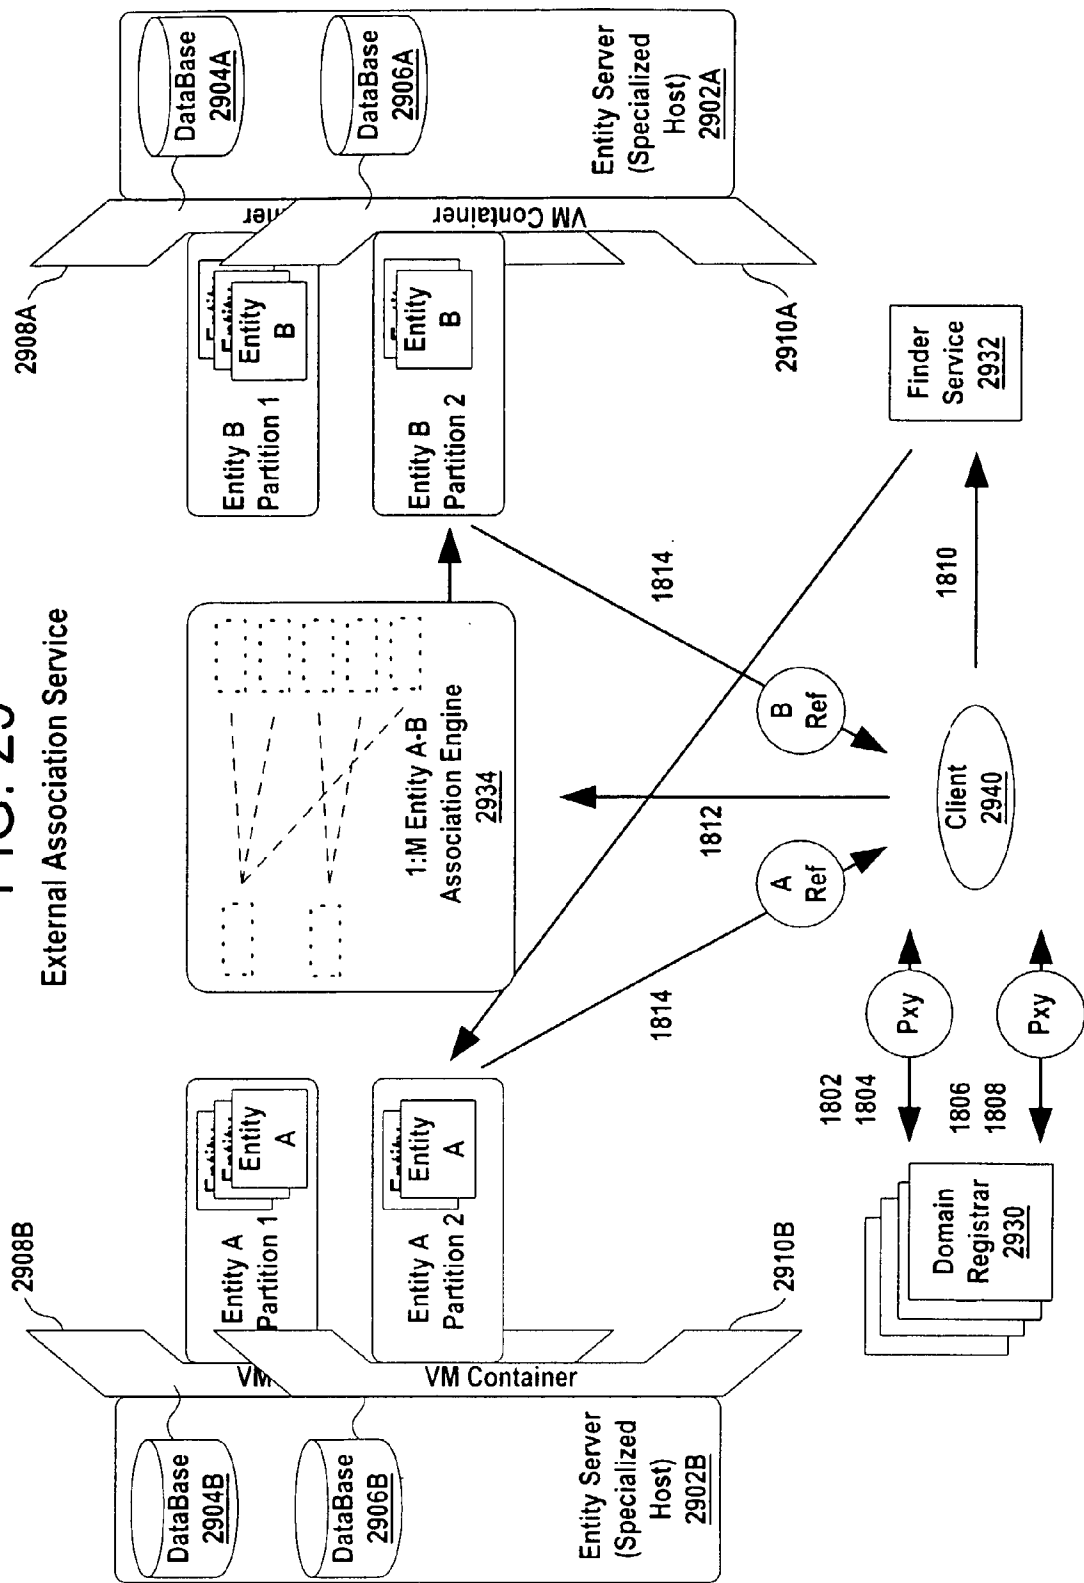 External Association Service
2908B
2908A
DataBase
2904B
DataBase
2906B
Entity Server
(Specialized
Host)
2902B
VM
VM Container
2910B
Entity A
Partition 1
Entity
A
Entity A
Partition 2
Entity
A
1:M Entity A-B
Association Engine
2934
Entity B
Partition 1
Entity
B
Entity B
Partition 2
Entity
B
VM Container
2910A
DataBase
2904A
DataBase
2906A
Entity Server
(Specialized
Host)
2902A
1814
A
Ref
1812
B
Ref
1814
Domain
Registrar
2930
1802
1804
Pxy
1806
1808
Pxy
Client
2940
1810
Finder
Service
2932